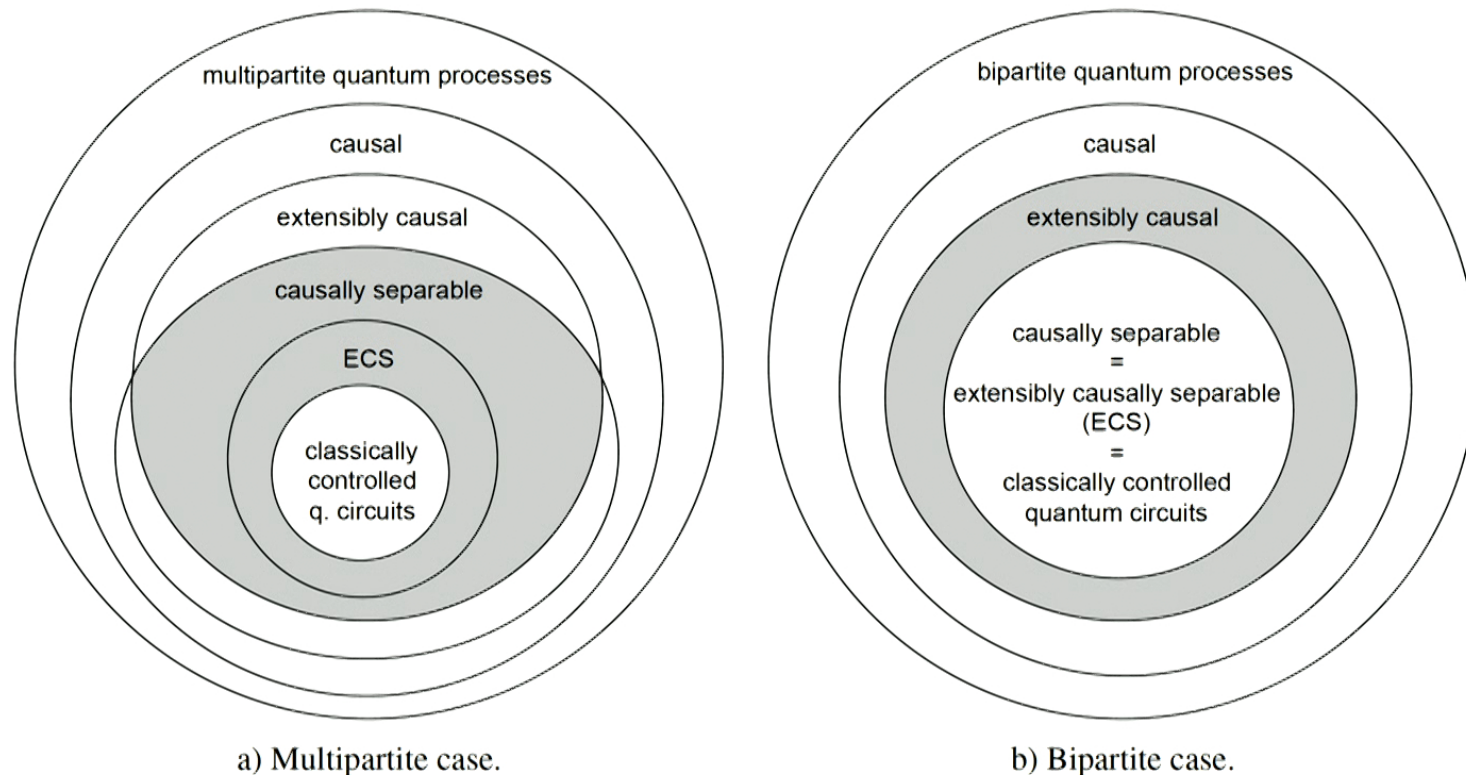 multipartite quantum processes
causal
extensibly causal
causally separable
ECS
classically
controlled
q. circuits
a) Multipartite case.
bipartite quantum processes
causal
extensibly causal
causally separable
=
extensibly causally separable
(ECS)
=
classically controlled
quantum circuits
b) Bipartite case.